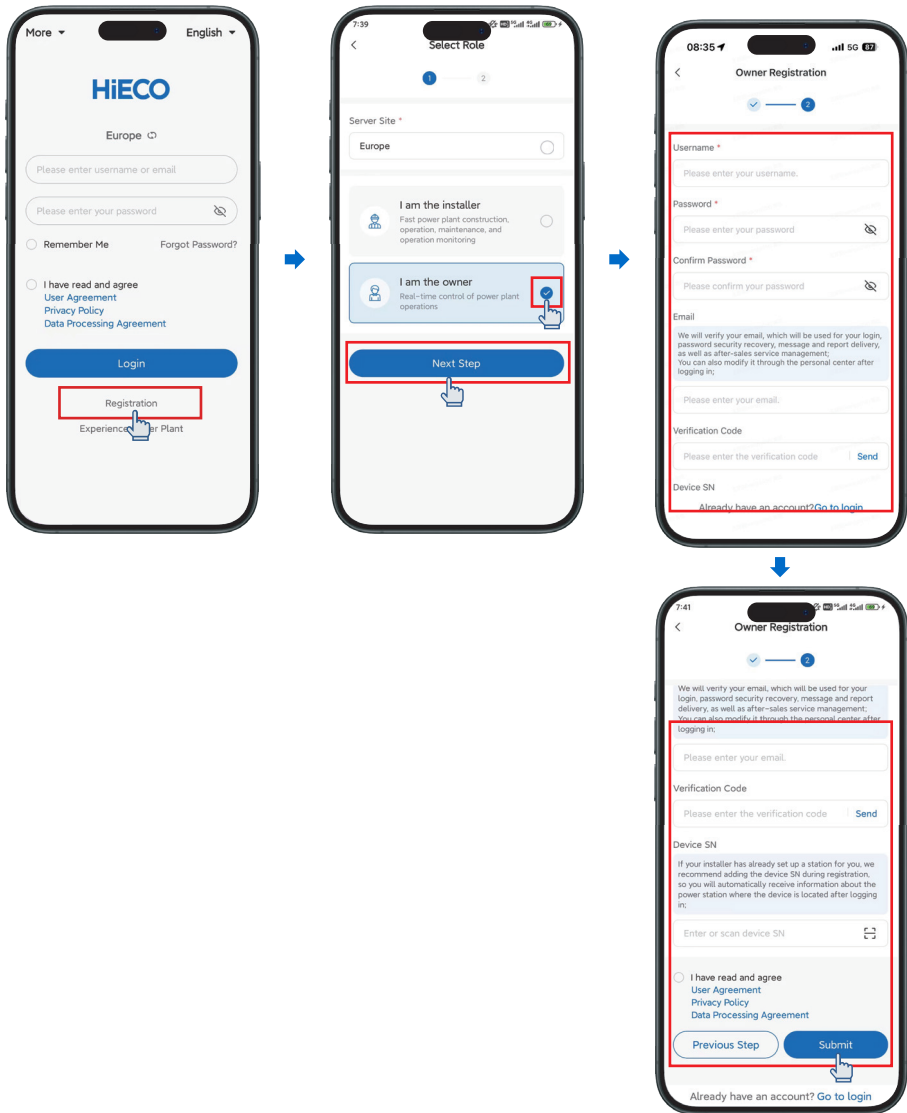 More
English
HiECO
Europe
Please enter username or email
Please enter your password
Remember Me
Forgot Password?
I have read and agree
User Agreement
Privacy Policy
Data Processing Agreement
Login
Registration
Experience
er Plant
7:39
Select Role
1
2
Server Site *
Europe
I am the installer
Fast power plant construction,
operation, maintenance, and
operation monitoring
I am the owner
Real-time control of power plant
operations
Next Step
08:35
5G 87
Owner Registration
2
Username *
Please enter your username.
Password *
Please enter your password
Confirm Password *
Please confirm your password
Email
We will verify your email, which will be used for your login,
password security recovery, message and report delivery,
as well as after-sales service management;
You can also modify it through the personal center after
logging in;
Please enter your email.
Verification Code
Please enter the verification code
Send
Device SN
Already have an account?Go to login
7:41
Owner Registration
2
We will verify your email, which will be used for your
login, password security recovery, message and report
delivery, as well as after-sales service management;
You can also modify it through the personal center after
logging in;
Please enter your email.
Verification Code
Please enter the verification code
Send
Device SN
If your installer has already set up a station for you, we
recommend adding the device SN during registration,
so you will automatically receive information about the
power station where the device is located after logging
in;
Enter or scan device SN
I have read and agree
User Agreement
Privacy Policy
Data Processing Agreement
Previous Step
Submit
Already have an account? Go to login